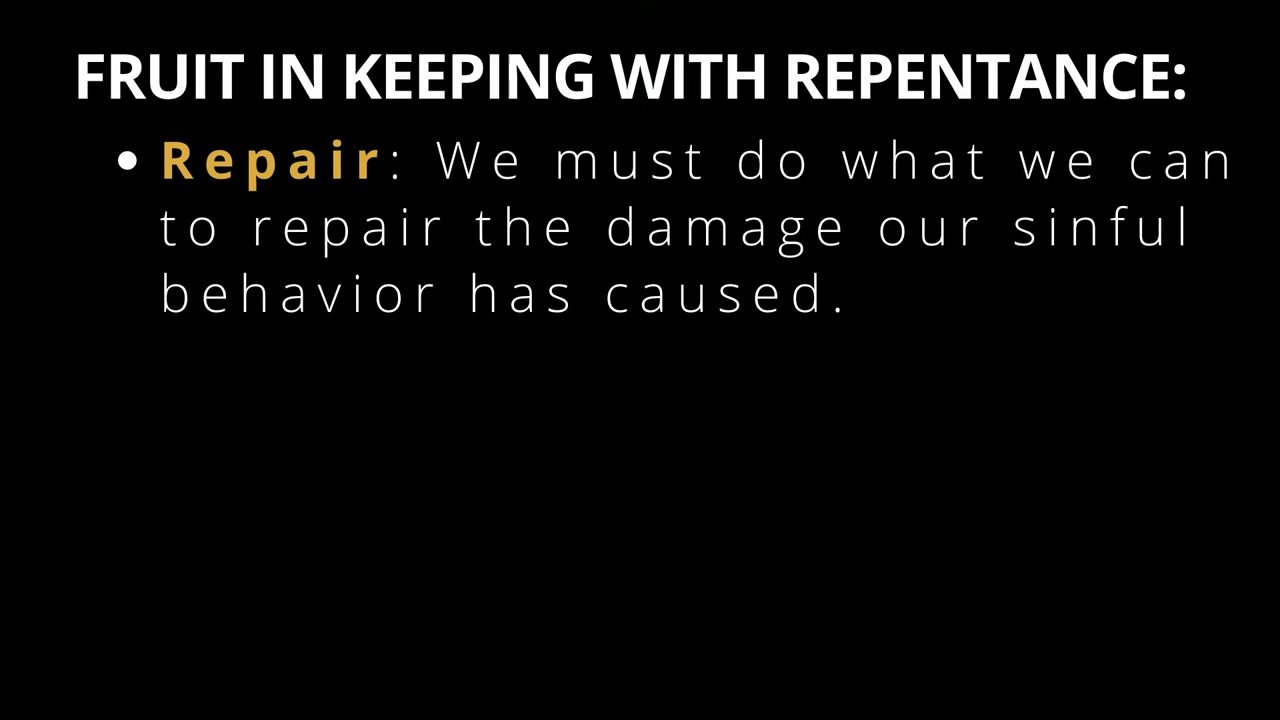 FRUIT IN KEEPING WITH REPENTANCE:
• Repair: We must do what we can
to repair the damage our sinful
behavior has caused.